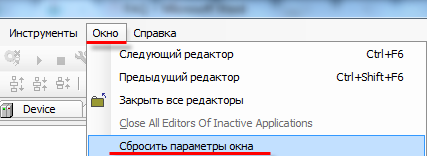 Инструменты Окно Справка
Следующий редактор Ctrl+F6
Предыдущий редактор Ctrl+Shift+F6
Закрыть все редакторы
Close All Editors Of Inactive Applications
Device
Сбросить параметры окна